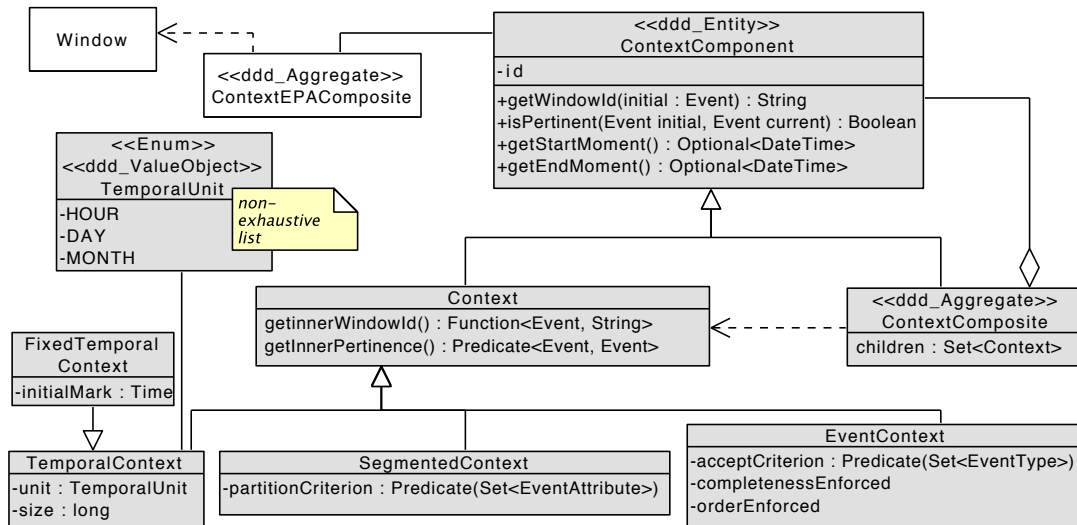 Window
<<ddd_Aggregate>>
ContextEPAComposite
<<ddd_Entity>>
ContextComponent
-id
+getWindowId(initial : Event) : String
+isPertinent(Event initial, Event current) : Boolean
+getStartMoment() : Optional<DateTime>
+getEndMoment() : Optional<DateTime>
<<Enum>>
<<ddd_ValueObject>>
TemporalUnit
-HOUR
-DAY
-MONTH
non-
exhaustive
list
Context
getinnerWindowId() : Function<Event, String>
getInnerPertinence() : Predicate<Event, Event>
<<ddd_Aggregate>>
ContextComposite
children : Set<Context>
FixedTemporal
Context
-initialMark : Time
TemporalContext
-unit : TemporalUnit
-size : long
SegmentedContext
-partitionCriterion : Predicate(Set<EventAttribute>)
EventContext
-acceptCriterion : Predicate(Set<EventType>)
-completenessEnforced
-orderEnforced